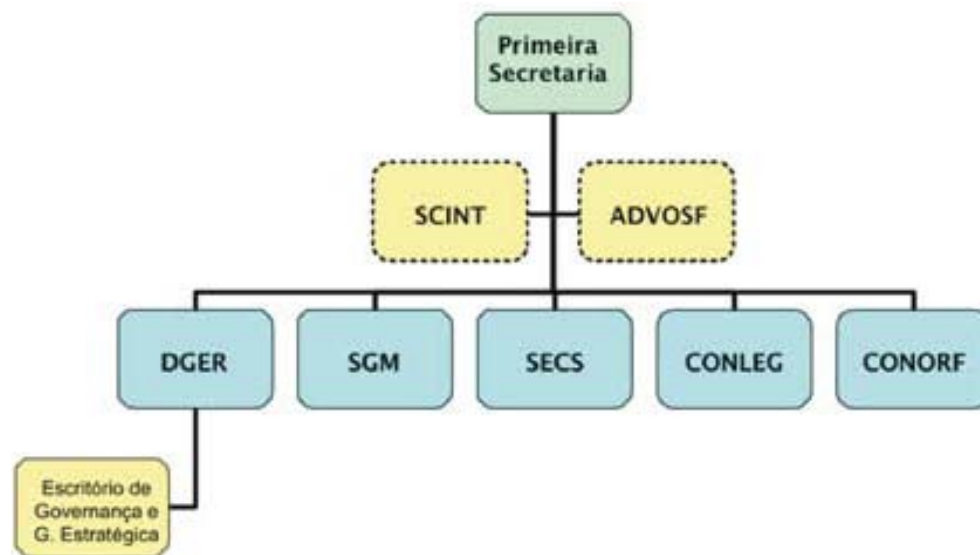 Primeira
Secretaria
SCINT
ADVOSF
DGER
SGM
SECS
CONLEG
CONORF
Escritório de
Governança e
G. Estratégica